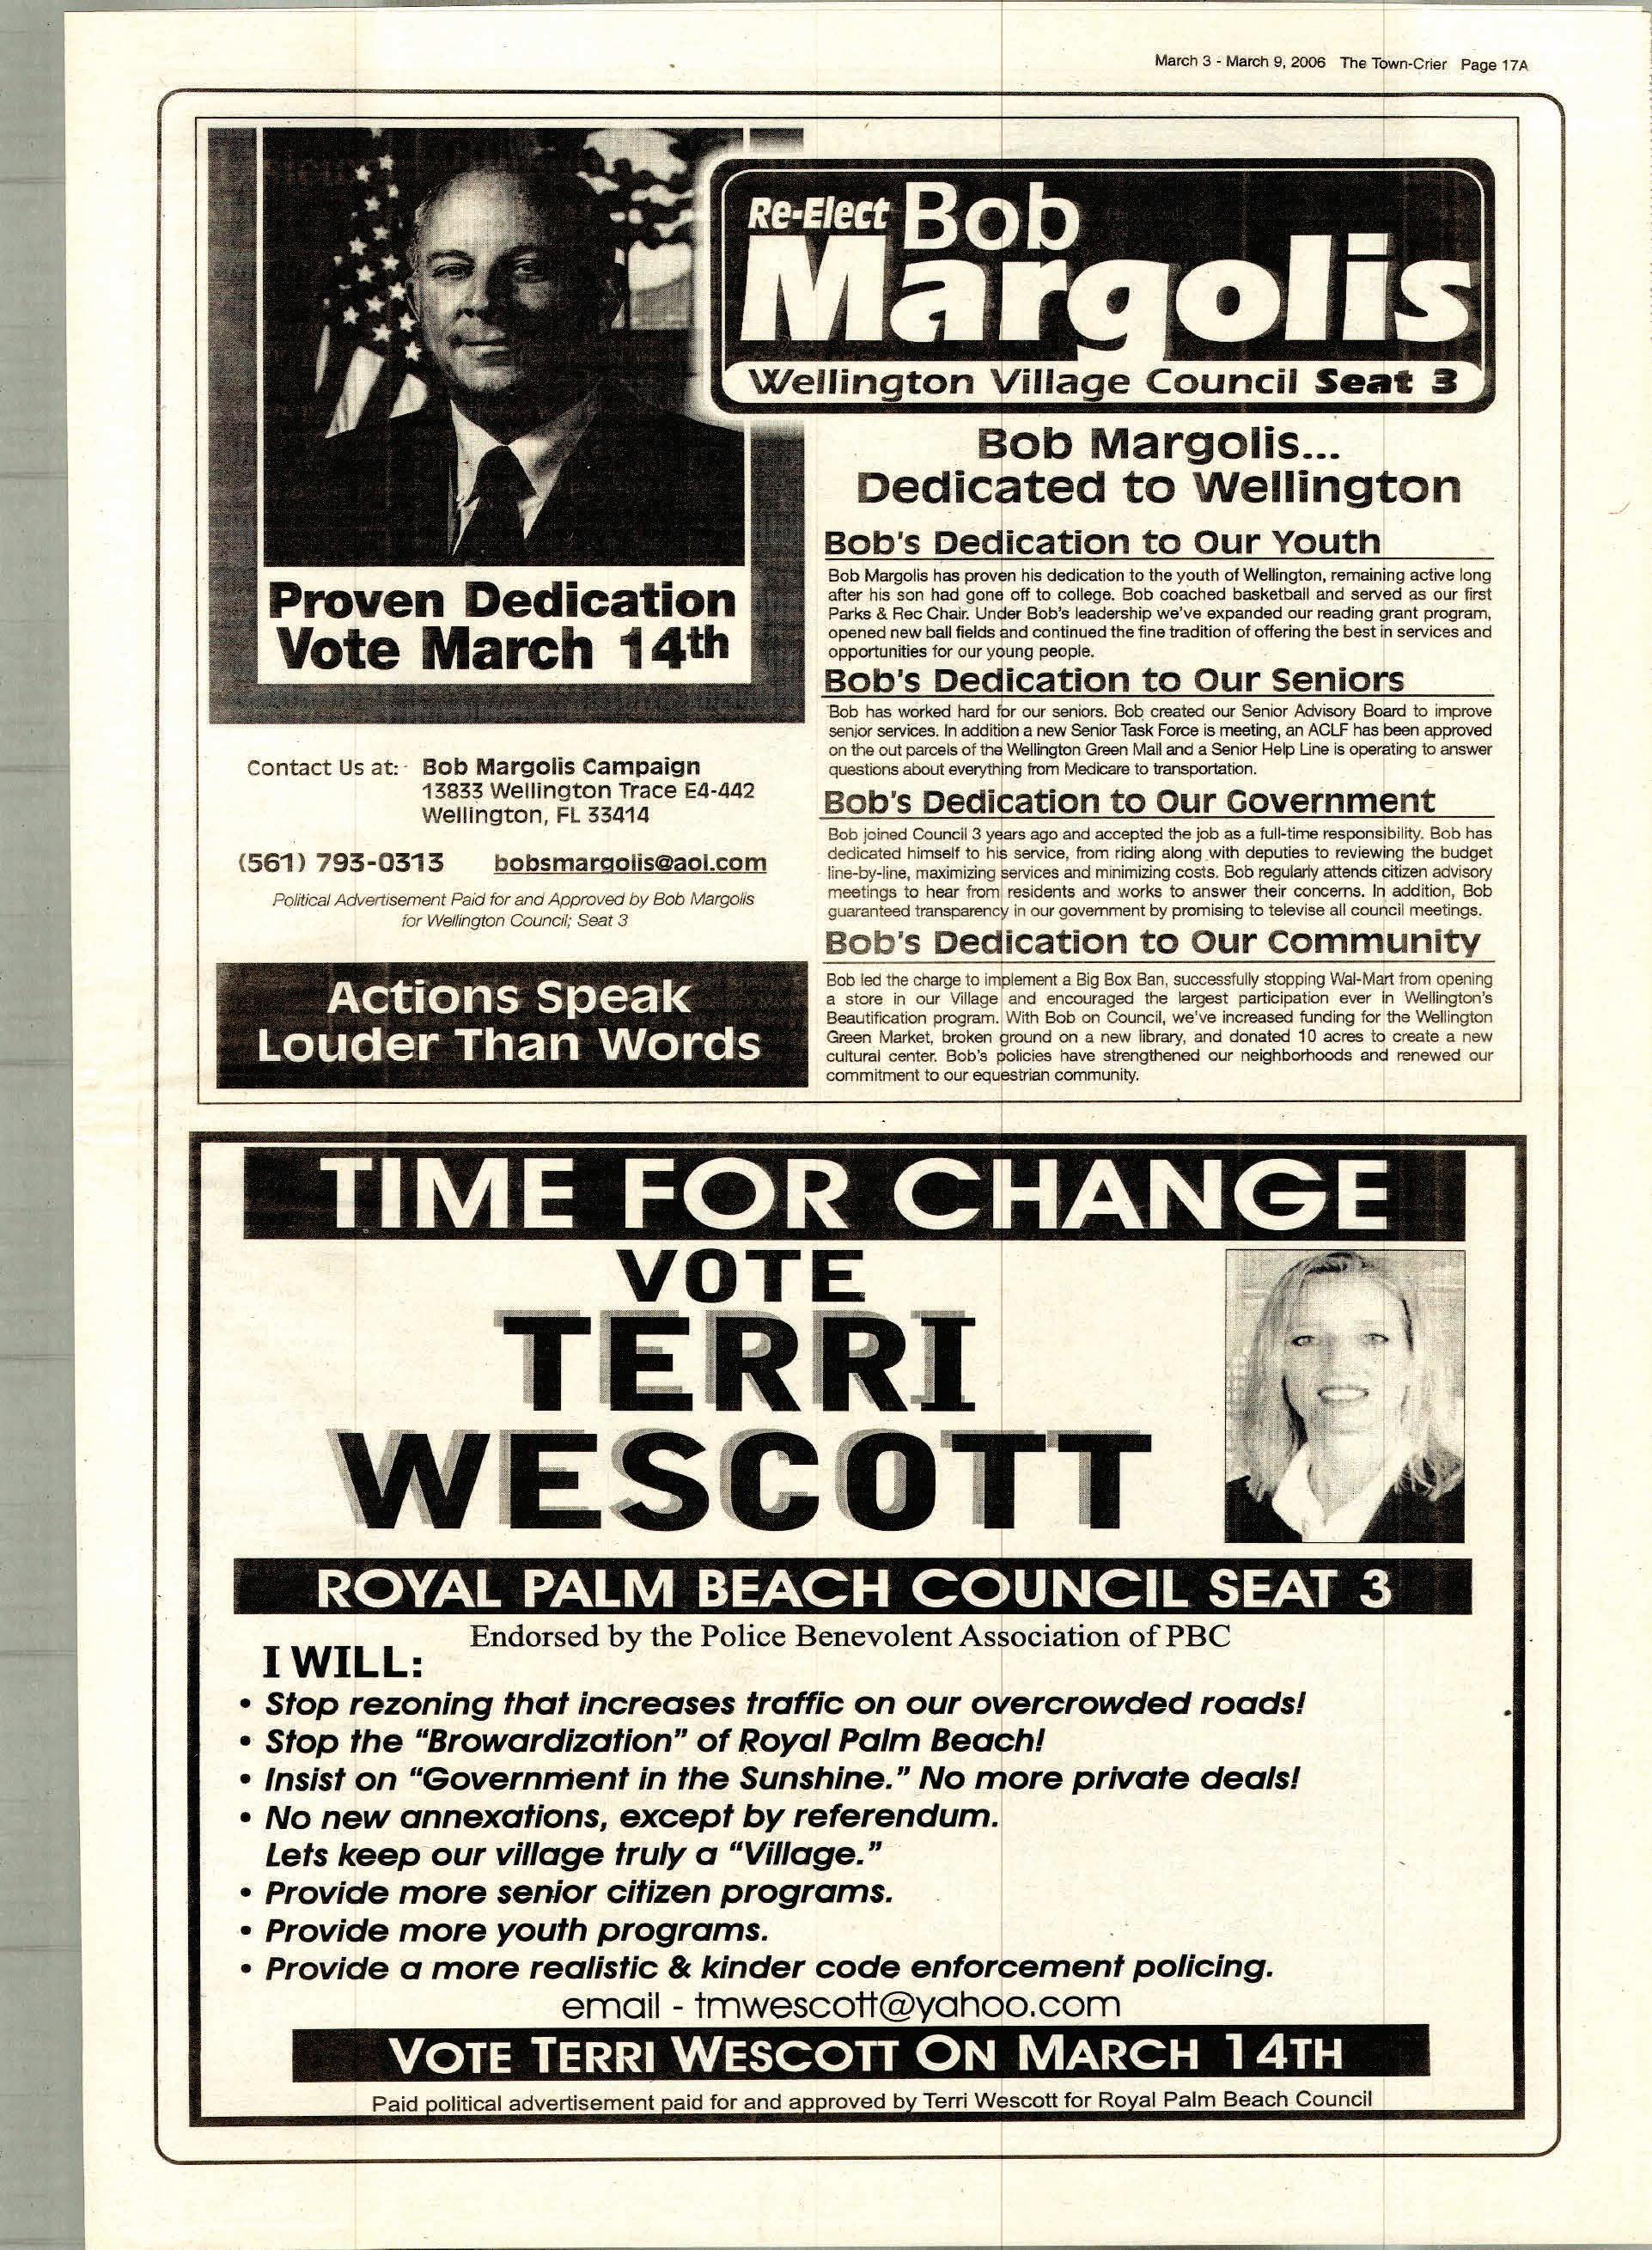 March 3 - March 9, 2006 The Town-Crier Page 17A
Re-Elect Bob
Margolis
Wellington Village Council Seat 3
Proven Dedication
Vote March 14th
Contact Us at: Bob Margolis Campaign
13833 Wellington Trace E4-442
Wellington, FL 33414
(561) 793-0313 bobsmargolis@aol.com
Political Advertisement Paid for and Approved by Bob Margolis
for Wellington Council; Seat 3
Actions Speak
Louder Than Words
Bob Margolis...
Dedicated to Wellington
Bob's Dedication to Our Youth
Bob Margolis has proven his dedication to the youth of Wellington, remaining active long
after his son had gone off to college. Bob coached basketball and served as our first
Parks & Rec Chair. Under Bob's leadership we've expanded our reading grant program,
opened new ball fields and continued the fine tradition of offering the best in services and
opportunities for our young people.
Bob's Dedication to Our Seniors
Bob has worked hard for our seniors. Bob created our Senior Advisory Board to improve
senior services. In addition a new Senior Task Force is meeting, an ACLF has been approved
on the out parcels of the Wellington Green Mall and a Senior Help Line is operating to answer
questions about everything from Medicare to transportation.
Bob's Dedication to Our Government
Bob joined Council 3 years ago and accepted the job as a full-time responsibility. Bob has
dedicated himself to his service, from riding along with deputies to reviewing the budget
line-by-line, maximizing services and minimizing costs. Bob regularly attends citizen advisory
meetings to hear from residents and works to answer their concerns. In addition, Bob
guaranteed transparency in our government by promising to televise all council meetings.
Bob's Dedication to Our Community
Bob led the charge to implement a Big Box Ban, successfully stopping Wal-Mart from opening
a store in our Village and encouraged the largest participation ever in Wellington's
Beautification program. With Bob on Council, we've increased funding for the Wellington
Green Market, broken ground on a new library, and donated 10 acres to create a new
cultural center. Bob's policies have strengthened our neighborhoods and renewed our
commitment to our equestrian community.
TIME FOR CHANGE
VOTE
TERRI
WESCOTT
ROYAL PALM BEACH COUNCIL SEAT 3
Endorsed by the Police Benevolent Association of PBC
I WILL:
• Stop rezoning that increases traffic on our overcrowded roads!
• Stop the "Browardization" of Royal Palm Beach!
• Insist on "Government in the Sunshine." No more private deals!
• No new annexations, except by referendum.
Lets keep our village truly a "Village."
• Provide more senior citizen programs.
• Provide more youth programs.
• Provide a more realistic & kinder code enforcement policing.
email - tmwescott@yahoo.com
VOTE TERRI WESCOTT ON MARCH 14TH
Paid political advertisement paid for and approved by Terri Wescott for Royal Palm Beach Council